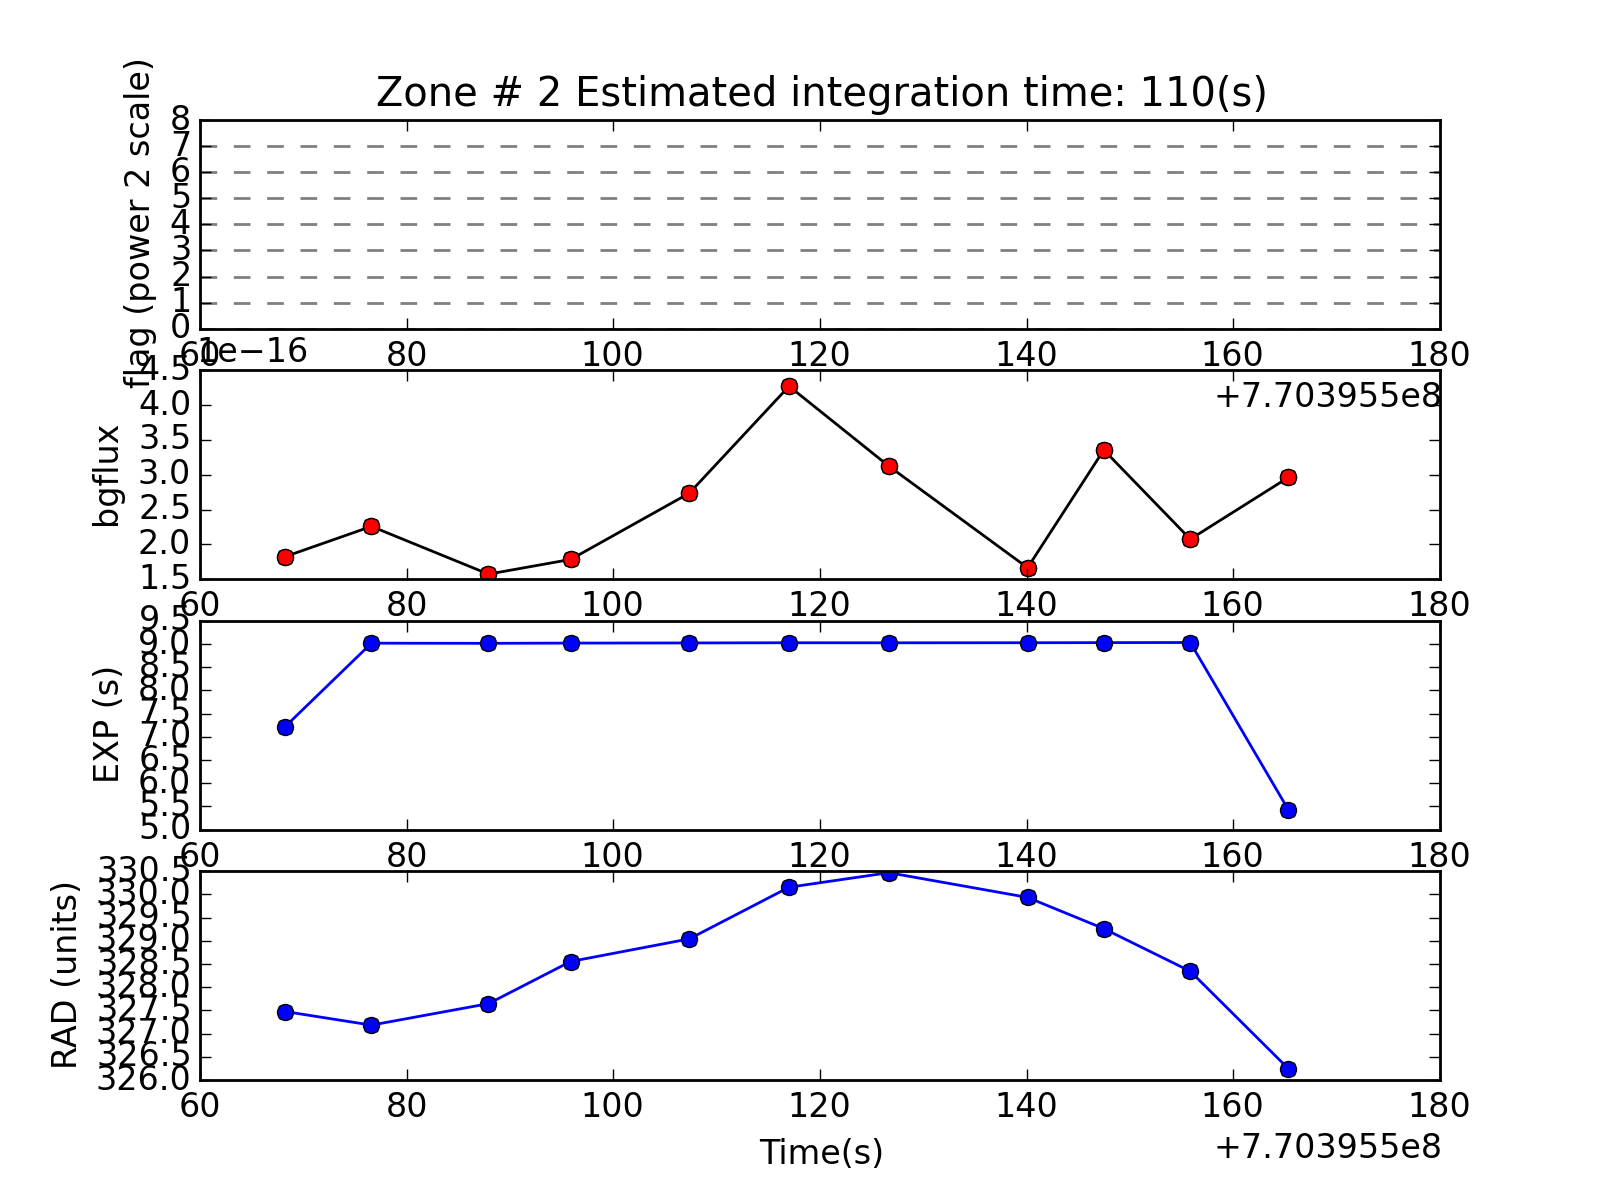 Zone # 2 Estimated integration time: 110(s)
flag (power 2 scale)
8
7
6
5
4
3
2
1
0
60 80 100 120 140 160 180
1e−16
+7.703955e8
bgflux
4.5
4.0
3.5
3.0
2.5
2.0
1.5
60 80 100 120 140 160 180
EXP (s)
9.5
9.0
8.5
8.0
7.5
7.0
6.5
6.0
5.5
5.0
60 80 100 120 140 160 180
RAD (units)
330.5
330.0
329.5
329.0
328.5
328.0
327.5
327.0
326.5
326.0
60 80 100 120 140 160 180
Time(s)
+7.703955e8